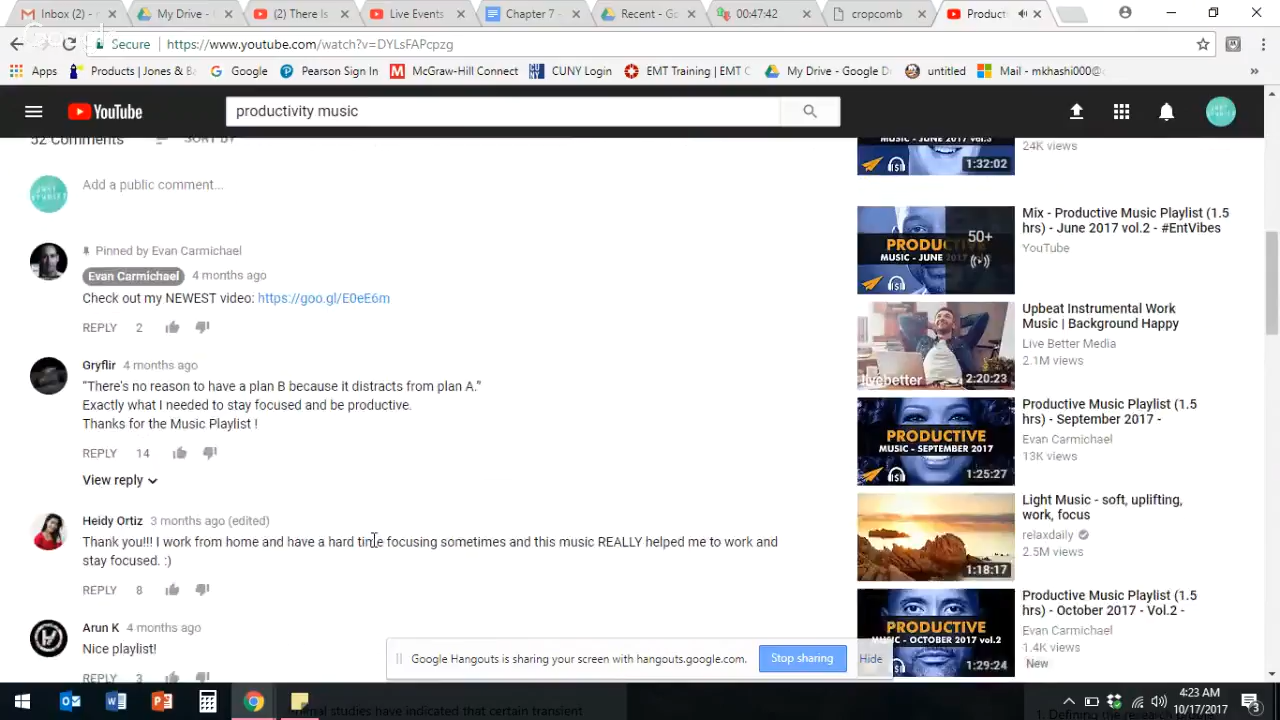 Inbox (2) -
My Drive -
(2) There Is
Live Events
Chapter 7 -
Recent - Go
00:47:42
cropcomb
Product
Secure
https://www.youtube.com/watch?v=DYLsFAPcpzg
Apps
Products | Jones & Ba
Google
Pearson Sign In
McGraw-Hill Connect
CUNY Login
EMT Training | EMT C
My Drive - Google D
untitled
Mail - mkhashi000@c
YouTube
productivity music
52 Comments
SORT BY
Add a public comment...
Pinned by Evan Carmichael
Evan Carmichael 4 months ago
Check out my NEWEST video: https://goo.gl/E0eE6m
REPLY 2
Gryflir 4 months ago
"There's no reason to have a plan B because it distracts from plan A."
Exactly what I needed to stay focused and be productive.
Thanks for the Music Playlist !
REPLY 14
View reply
Heidy Ortiz 3 months ago (edited)
Thank you!!! I work from home and have a hard time focusing sometimes and this music REALLY helped me to work and
stay focused. :)
REPLY 8
Arun K 4 months ago
Nice playlist!
REPLY 3
MUSIC - JUNE 2017 vol.3
1:32:02
24K views
PRODUCTIVE
MUSIC - JUNE
50+
Mix - Productive Music Playlist (1.5
hrs) - June 2017 vol.2 - #EntVibes
YouTube
livebetter
2:20:23
Upbeat Instrumental Work
Music | Background Happy
Live Better Media
2.1M views
PRODUCTIVE
MUSIC - SEPTEMBER 2017
1:25:27
Productive Music Playlist (1.5
hrs) - September 2017 -
Evan Carmichael
13K views
1:18:17
Light Music - soft, uplifting,
work, focus
relaxdaily
2.5M views
PRODUCTIVE
MUSIC - OCTOBER 2017 vol.2
1:29:24
Productive Music Playlist (1.5
hrs) - October 2017 - Vol.2 -
Evan Carmichael
1.4K views
New
Google Hangouts is sharing your screen with hangouts.google.com.
Stop sharing
Hide
studies have indicated that certain transient
4:23 AM
10/17/2017
3